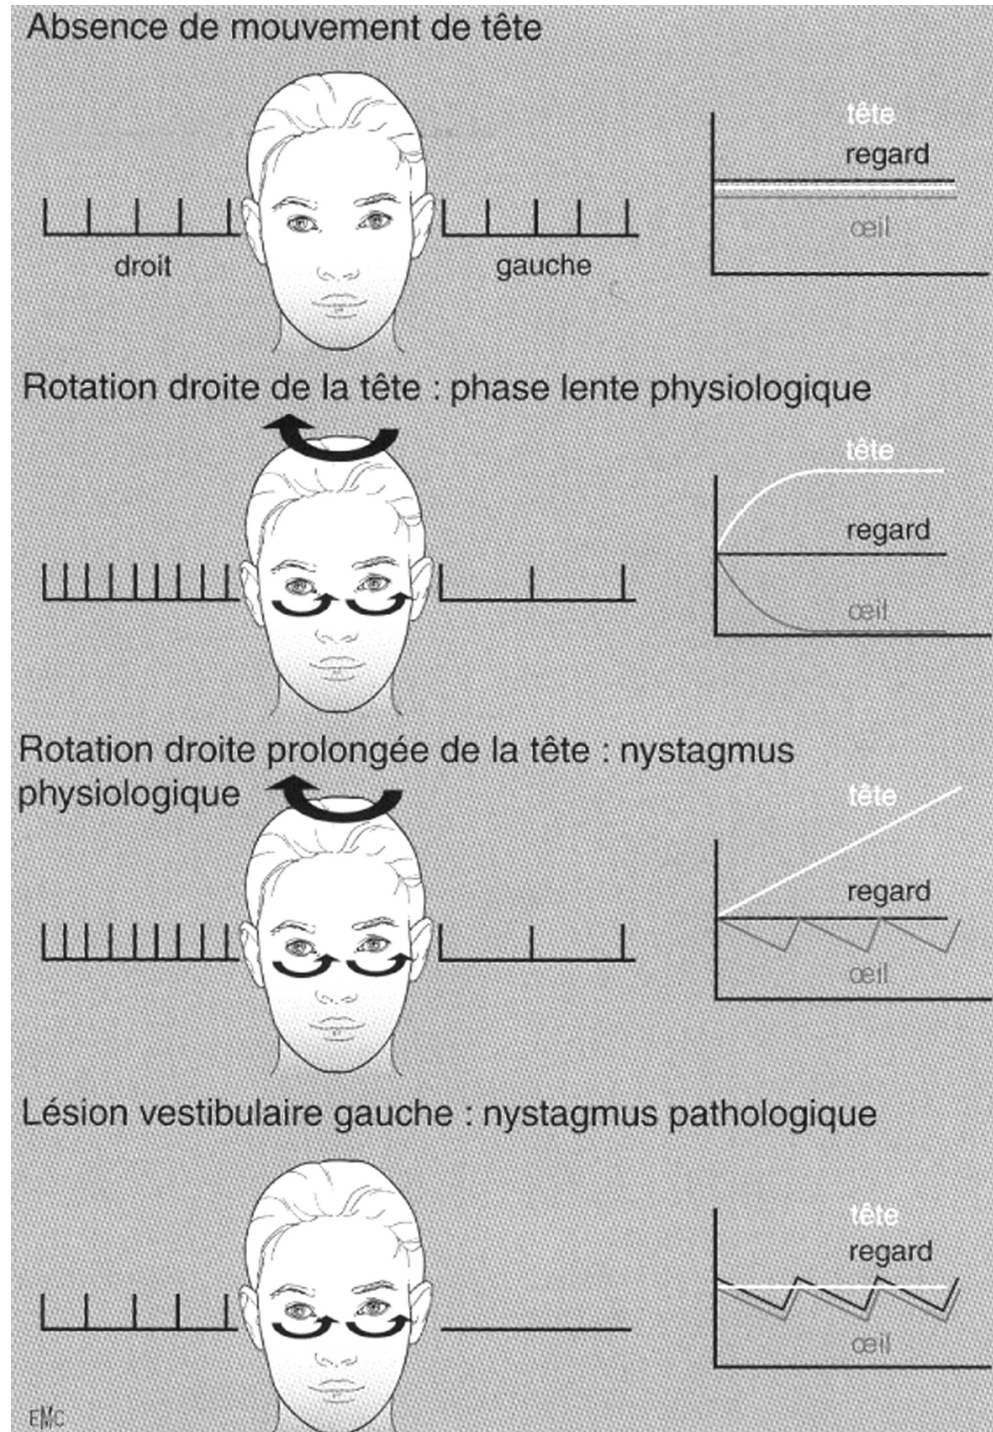 Absence de mouvement de tête
tête
regard
œil
droit
gauche
Rotation droite de la tête : phase lente physiologique
tête
regard
œil
Rotation droite prolongée de la tête : nystagmus
physiologique
tête
regard
œil
Lésion vestibulaire gauche : nystagmus pathologique
tête
regard
œil
EMC